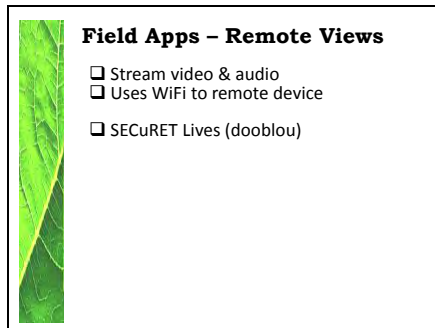 Field Apps – Remote Views
❑ Stream video & audio
❑ Uses WiFi to remote device
❑ SECuRET Lives (dooblou)